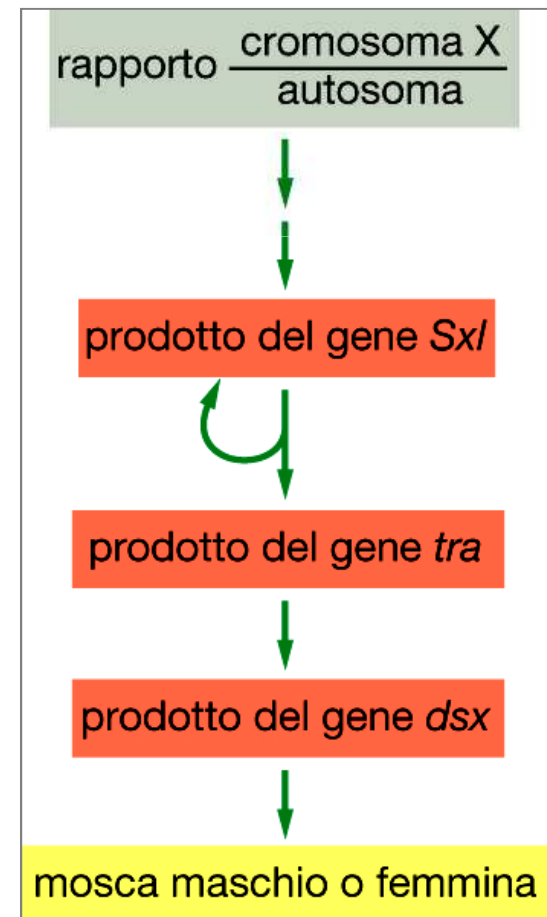 rapporto cromosoma X
autosoma
prodotto del gene Sxl
prodotto del gene tra
prodotto del gene dsx
mosca maschio o femmina